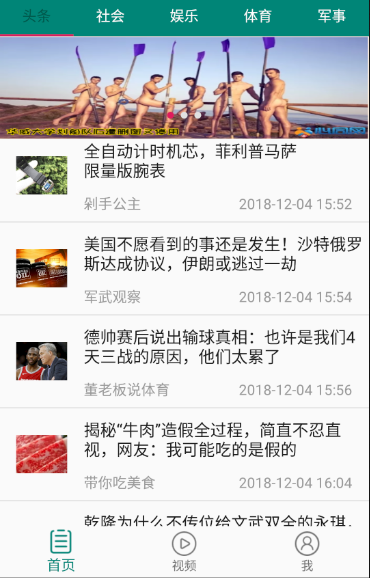 头条 社会 娱乐 体育 军事
全自动计时机芯，菲利普马萨
限量版腕表
剁手公主 2018-12-04 15:52
美国不愿看到的事还是发生！沙特俄罗
斯达成协议，伊朗或逃过一劫
军武观察 2018-12-04 15:54
德帅赛后说出输球真相：也许是我们4
天三战的原因，他们太累了
董老板说体育 2018-12-04 15:56
揭秘“牛肉”造假全过程，简直不忍直
视，网友：我可能吃的是假的
带你吃美食 2018-12-04 16:04
乾隆为什么不传位给文武双全的永琪，
首页 视频 我